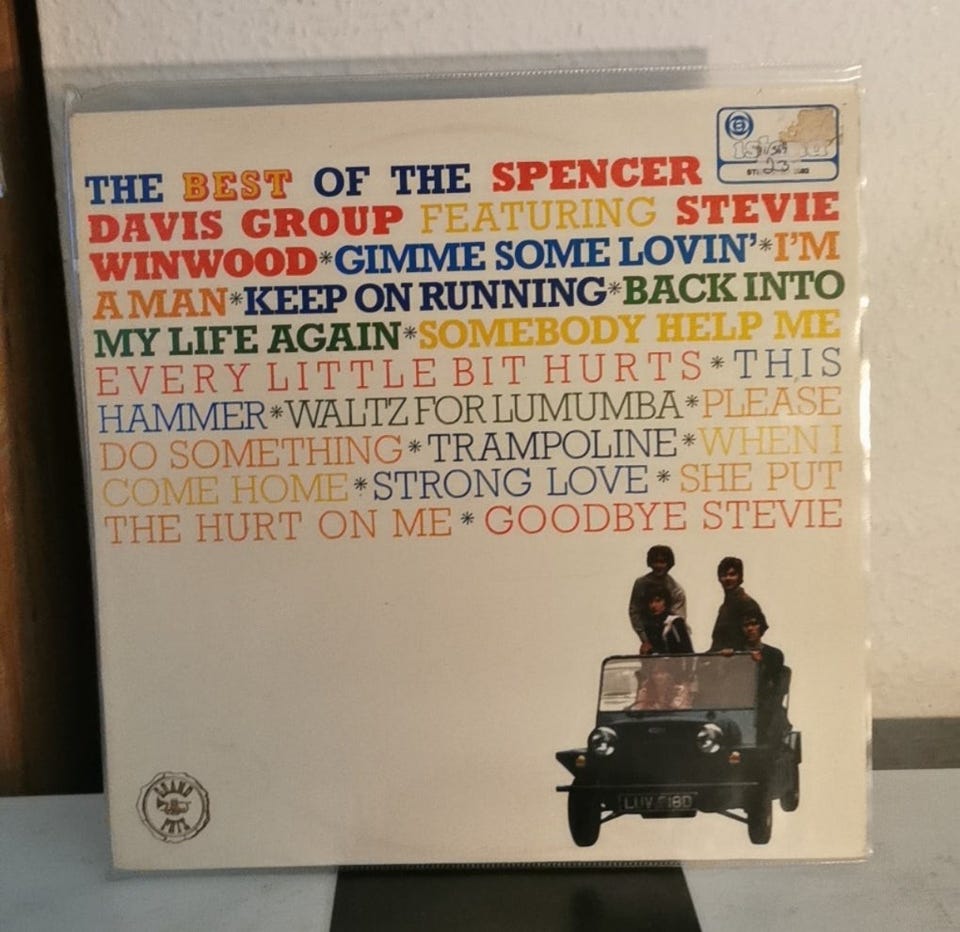 THE BEST OF THE SPENCER
DAVIS GROUP FEATURING STEVIE
WINWOOD*GIMME SOME LOVIN'*I'M
A MAN*KEEP ON RUNNING*BACK INTO
MY LIFE AGAIN*SOMEBODY HELP ME
EVERY LITTLE BIT HURTS*THIS
HAMMER*WALTZ FOR LUMUMBA*PLEASE
DO SOMETHING*TRAMPOLINE*WHEN I
COME HOME*STRONG LOVE*SHE PUT
THE HURT ON ME*GOODBYE STEVIE
GRAND
PRIX